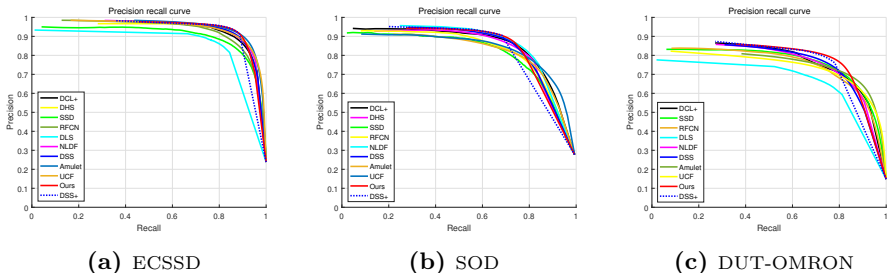 Precision recall curve
Precision
1
0.9
0.8
0.7
0.6
0.5
0.4
0.3
0.2
0.1
0
DCL+
DHS
SSD
RFCN
DLS
NLDF
DSS
Amulet
UCF
Ours
DSS+
0 0.2 0.4 0.6 0.8 1
Recall
(a) ECSSD
Precision recall curve
Precision
1
0.9
0.8
0.7
0.6
0.5
0.4
0.3
0.2
0.1
0
DCL+
DHS
SSD
RFCN
NLDF
DSS
Amulet
UCF
Ours
DSS+
0 0.2 0.4 0.6 0.8 1
Recall
(b) SOD
Precision recall curve
Precision
1
0.9
0.8
0.7
0.6
0.5
0.4
0.3
0.2
0.1
0
DCL+
SSD
RFCN
DLS
NLDF
DSS
Amulet
UCF
Ours
DSS+
0 0.2 0.4 0.6 0.8 1
Recall
(c) DUT-OMRON